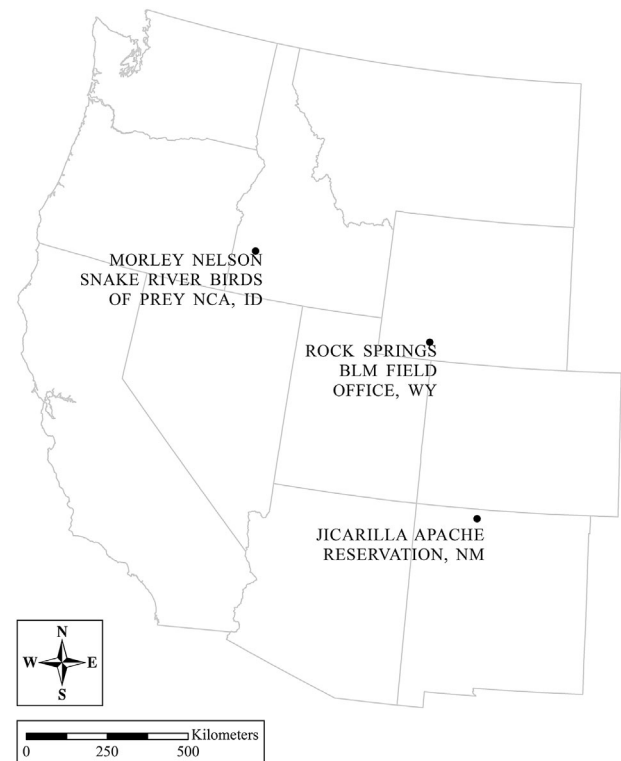 MORLEY NELSON
SNAKE RIVER BIRDS
OF PREY NCA, ID
ROCK SPRINGS
BLM FIELD
OFFICE, WY
JICARILLA APACHE
RESERVATION, NM
N
W E
S
Kilometers
0 250 500